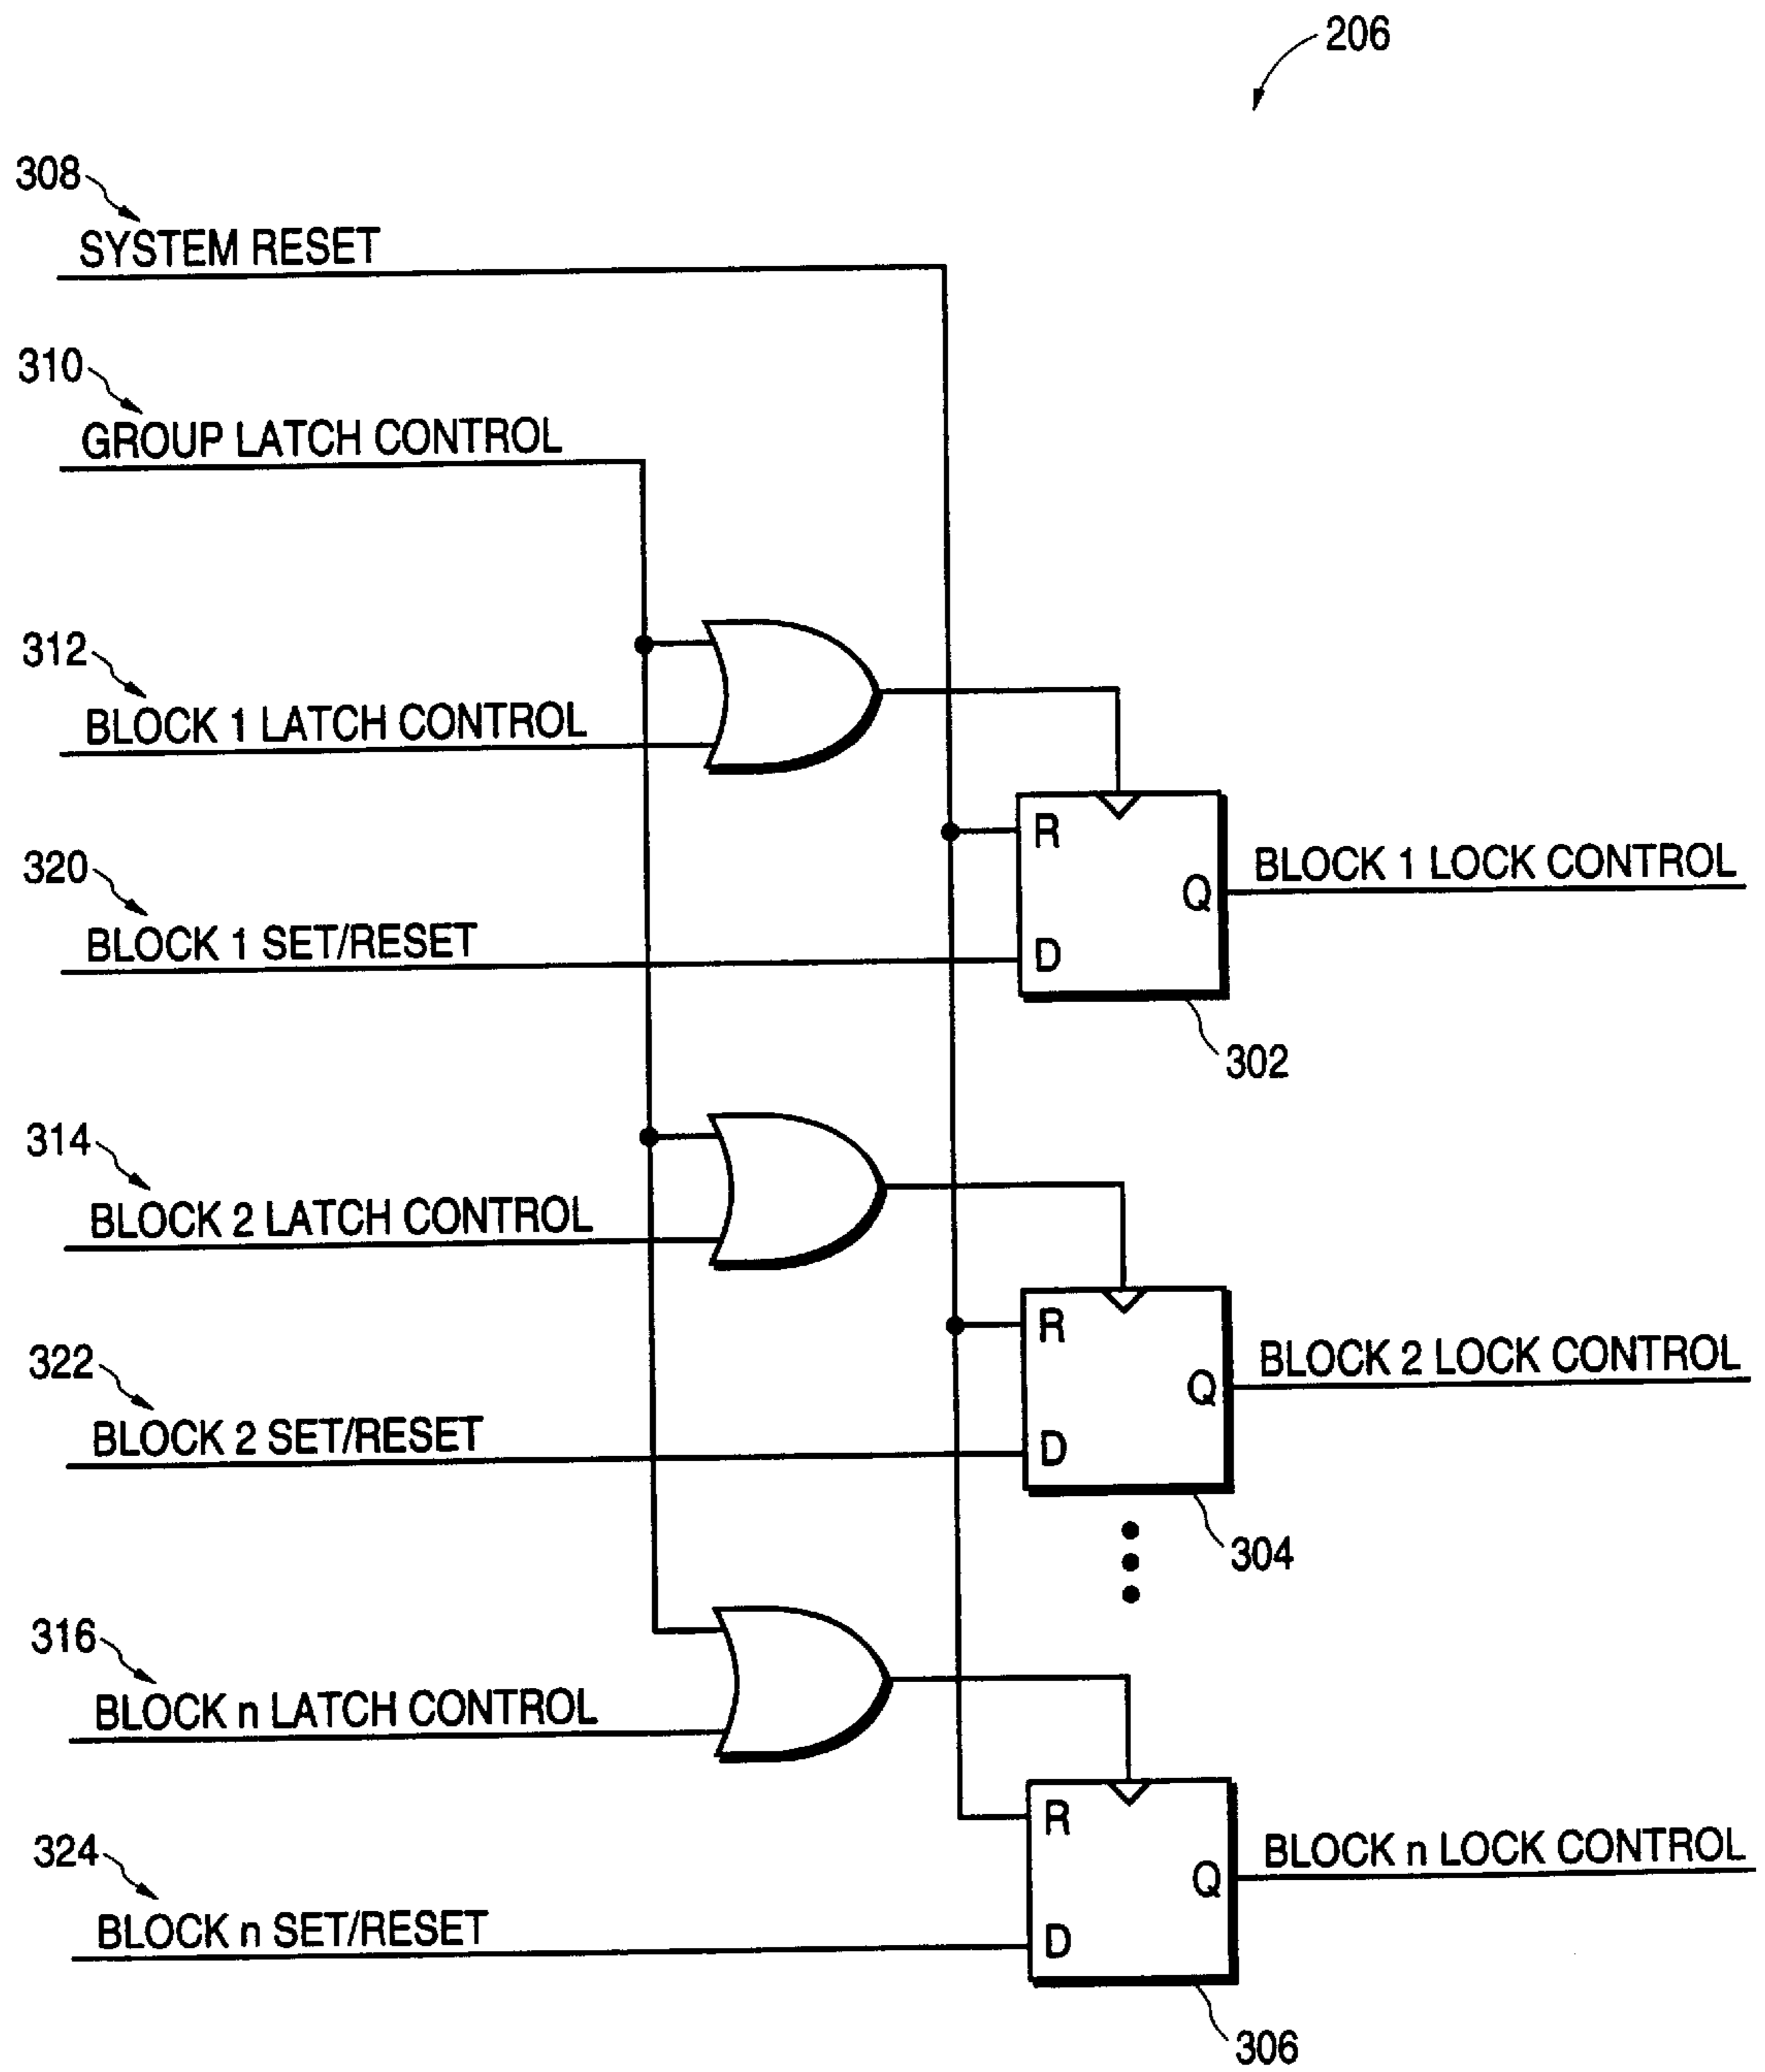 206
308
SYSTEM RESET
310
GROUP LATCH CONTROL
312
BLOCK 1 LATCH CONTROL
R
320
BLOCK 1 LOCK CONTROL
Q
BLOCK 1 SET/RESET
D
302
314
BLOCK 2 LATCH CONTROL
R
322
BLOCK 2 LOCK CONTROL
Q
BLOCK 2 SET/RESET
D
304
316
BLOCK n LATCH CONTROL
R
324
BLOCK n LOCK CONTROL
Q
BLOCK n SET/RESET
D
306